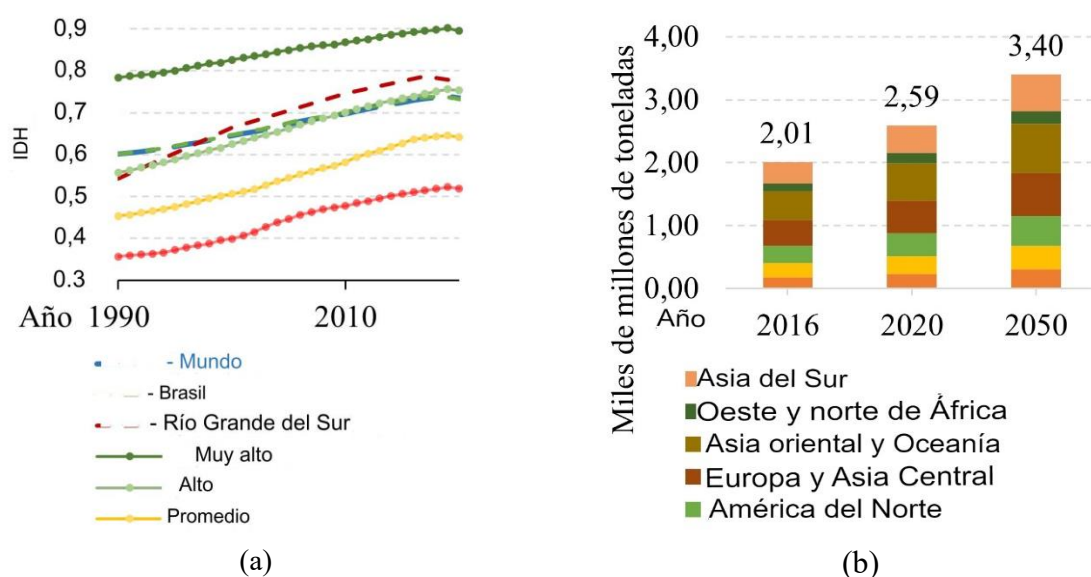 IDH
0,9
0,8
0,7
0,6
0,5
0,4
0.3
Año 1990 2010
- Mundo
- Brasil
- Río Grande del Sur
Muy alto
Alto
Promedio
(a)
Miles de millones de toneladas
4,00
3,00
2,00
1,00
0,00
2,01
2,59
3,40
Año 2016 2020 2050
Asia del Sur
Oeste y norte de África
Asia oriental y Oceanía
Europa y Asia Central
América del Norte
(b)